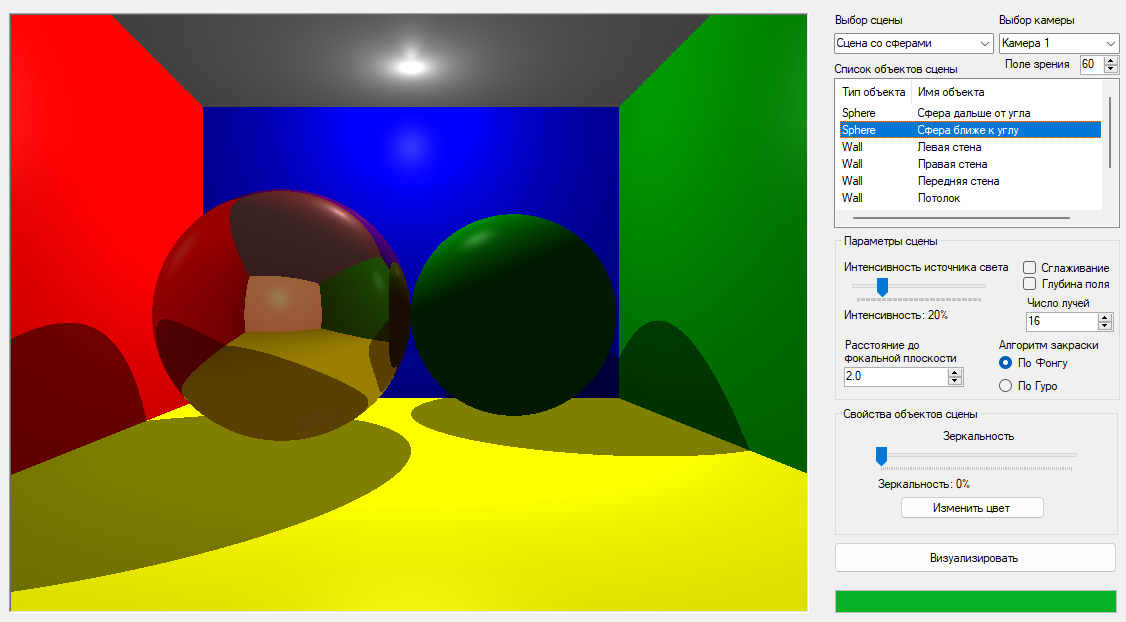 Выбор сцены
Выбор камеры
Сцена со сферами
Камера 1
Список объектов сцены
Поле зрения
60
Тип объекта Имя объекта
Sphere Сфера дальше от угла
Sphere Сфера ближе к углу
Wall Левая стена
Wall Правая стена
Wall Передняя стена
Wall Потолок
Параметры сцены
Интенсивность источника света
Сглаживание
Глубина поля
Число лучей
Интенсивность: 20%
16
Расстояние до
фокальной плоскости
2.0
Алгоритм закраски
По Фонгу
По Гуро
Свойства объектов сцены
Зеркальность
Зеркальность: 0%
Изменить цвет
Визуализировать